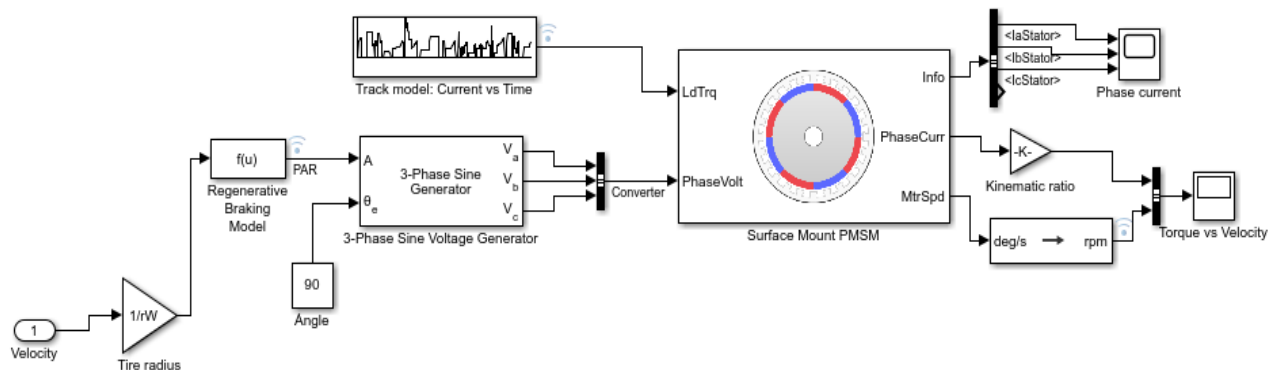 Track model: Current vs Time
LdTrq
PhaseVolt
Info
PhaseCurr
MtrSpd
Surface Mount PMSM
<IaStator>
<IbStator>
<IcStator>
Phase current
f(u)
Regenerative
Braking
Model
PAR
A
θe
3-Phase Sine
Generator
Va
Vb
Vc
3-Phase Sine Voltage Generator
Converter
-K-
Kinematic ratio
deg/s
rpm
Torque vs Velocity
90
Angle
1
Velocity
1/rW
Tire radius